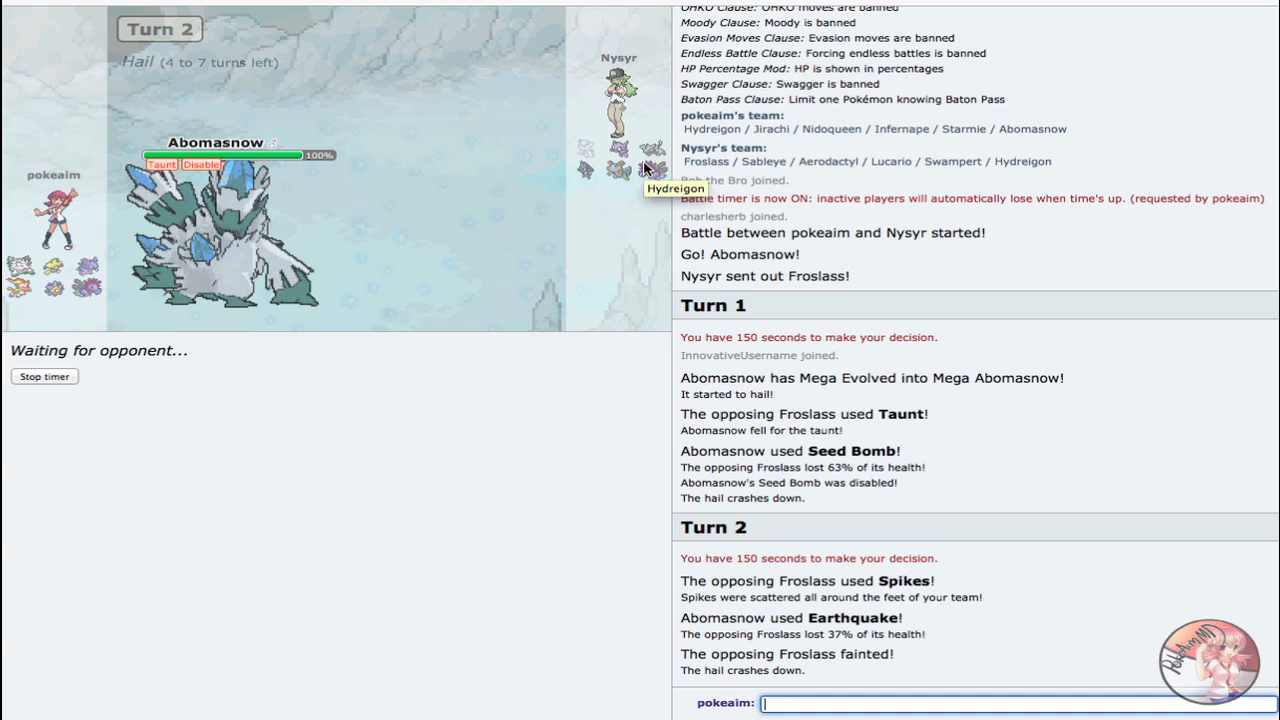 Turn 2
Hail (4 to 7 turns left)
Nysyr
Abomasnow ♂
100%
Taunt Disable
pokeaim
Hydreigon
Waiting for opponent...
Stop timer
OHKO Clause: OHKO moves are banned
Moody Clause: Moody is banned
Evasion Moves Clause: Evasion moves are banned
Endless Battle Clause: Forcing endless battles is banned
HP Percentage Mod: HP is shown in percentages
Swagger Clause: Swagger is banned
Baton Pass Clause: Limit one Pokémon knowing Baton Pass
pokeaim's team:
Hydreigon / Jirachi / Nidoqueen / Infernape / Starmie / Abomasnow
Nysyr's team:
Froslass / Sableye / Aerodactyl / Lucario / Swampert / Hydreigon
Bob the Bro joined.
Battle timer is now ON: inactive players will automatically lose when time's up. (requested by pokeaim)
charlesherb joined.
Battle between pokeaim and Nysyr started!
Go! Abomasnow!
Nysyr sent out Froslass!
Turn 1
You have 150 seconds to make your decision.
InnovativeUsername joined.
Abomasnow has Mega Evolved into Mega Abomasnow!
It started to hail!
The opposing Froslass used Taunt!
Abomasnow fell for the taunt!
Abomasnow used Seed Bomb!
The opposing Froslass lost 63% of its health!
Abomasnow's Seed Bomb was disabled!
The hail crashes down.
Turn 2
You have 150 seconds to make your decision.
The opposing Froslass used Spikes!
Spikes were scattered all around the feet of your team!
Abomasnow used Earthquake!
The opposing Froslass lost 37% of its health!
The opposing Froslass fainted!
The hail crashes down.
pokeaim:
PokeAimMD